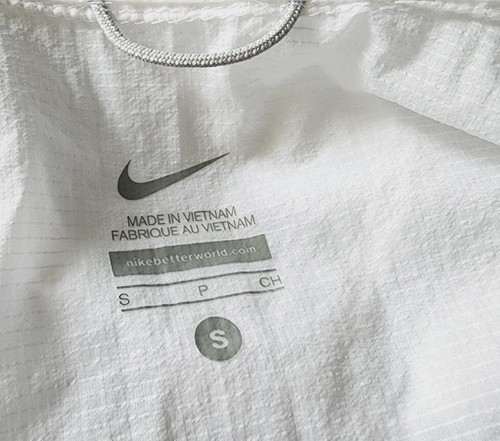 MADE IN VIETNAM
FABRIQUE AU VIETNAM
nikebetterworld.com
S P CH
S